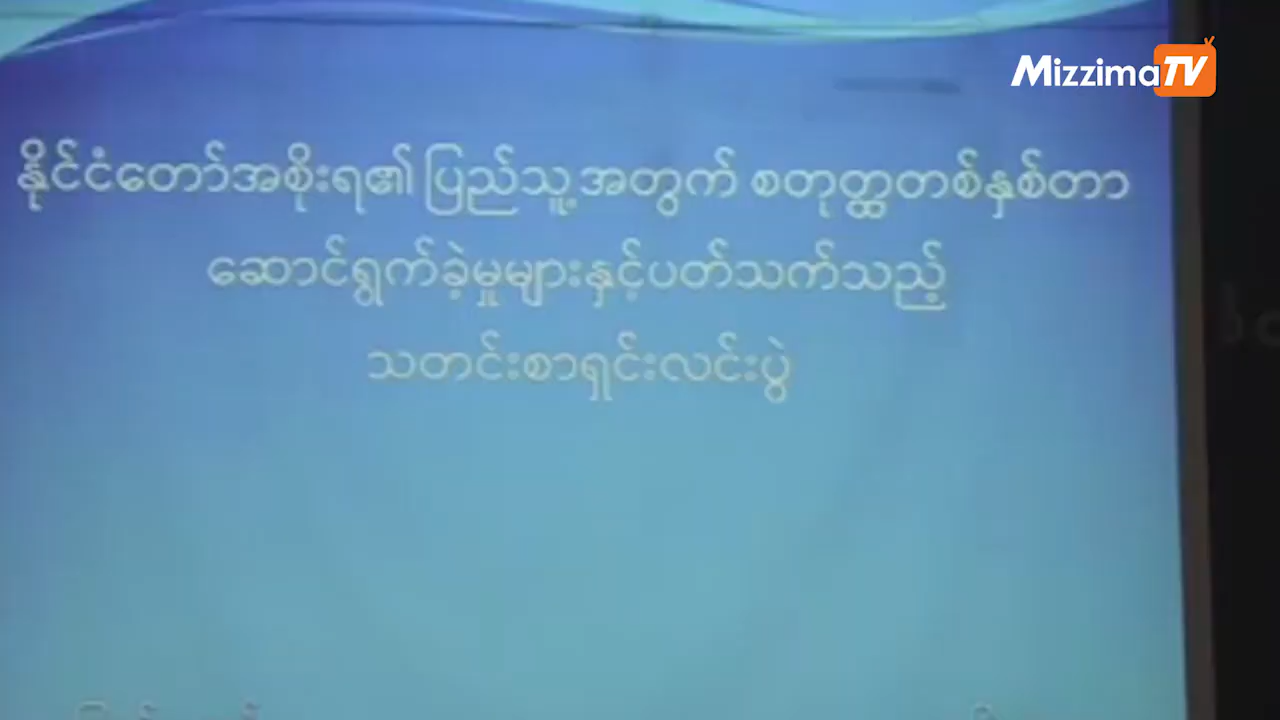 MizzimaTV
နိုင်ငံတော်အစိုးရ၏ ပြည်သူ့အတွက် စတုတ္ထတစ်နှစ်တာ
ဆောင်ရွက်ခဲ့မှုများနှင့်ပတ်သက်သည့်
သတင်းစာရှင်းလင်းပွဲ